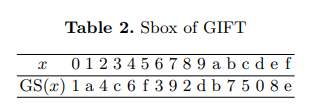 Table 2. Sbox of GIFT
x 0 1 2 3 4 5 6 7 8 9 a b c d e f
GS(x) 1 a 4 c 6 f 3 9 2 d b 7 5 0 8 e